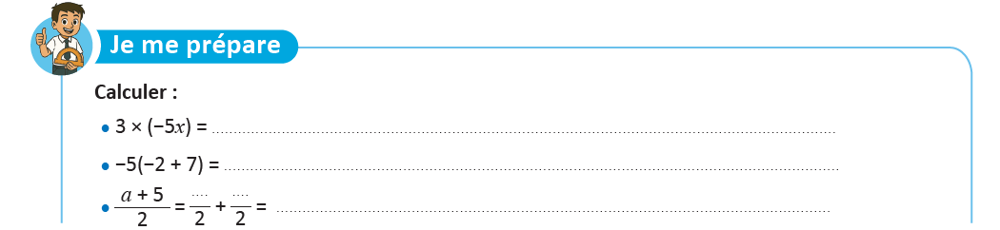 Je me prépare
Calculer :
• 3 × (−5x) = ......................................................
• −5(−2 + 7) = ......................................................
• (a + 5)/2 = ..../2 + ..../2 = ......................................................